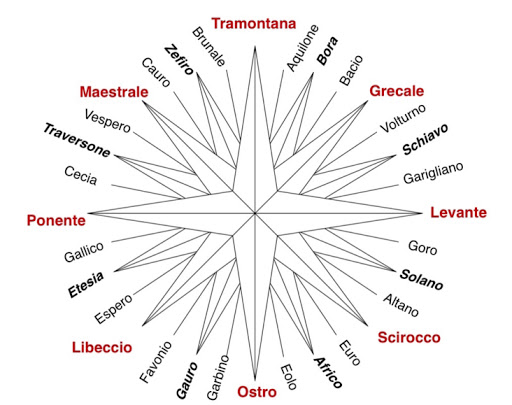 Tramontana
Aquilone
Bora
Bacio
Grecale
Volturno
Schiavo
Garigliano
Levante
Goro
Solano
Altano
Scirocco
Euro
Africo
Eolo
Ostro
Garbino
Gauro
Favonio
Libeccio
Espero
Etesia
Gallico
Ponente
Cecia
Traversone
Vespero
Maestrale
Cauro
Zefiro
Brunale